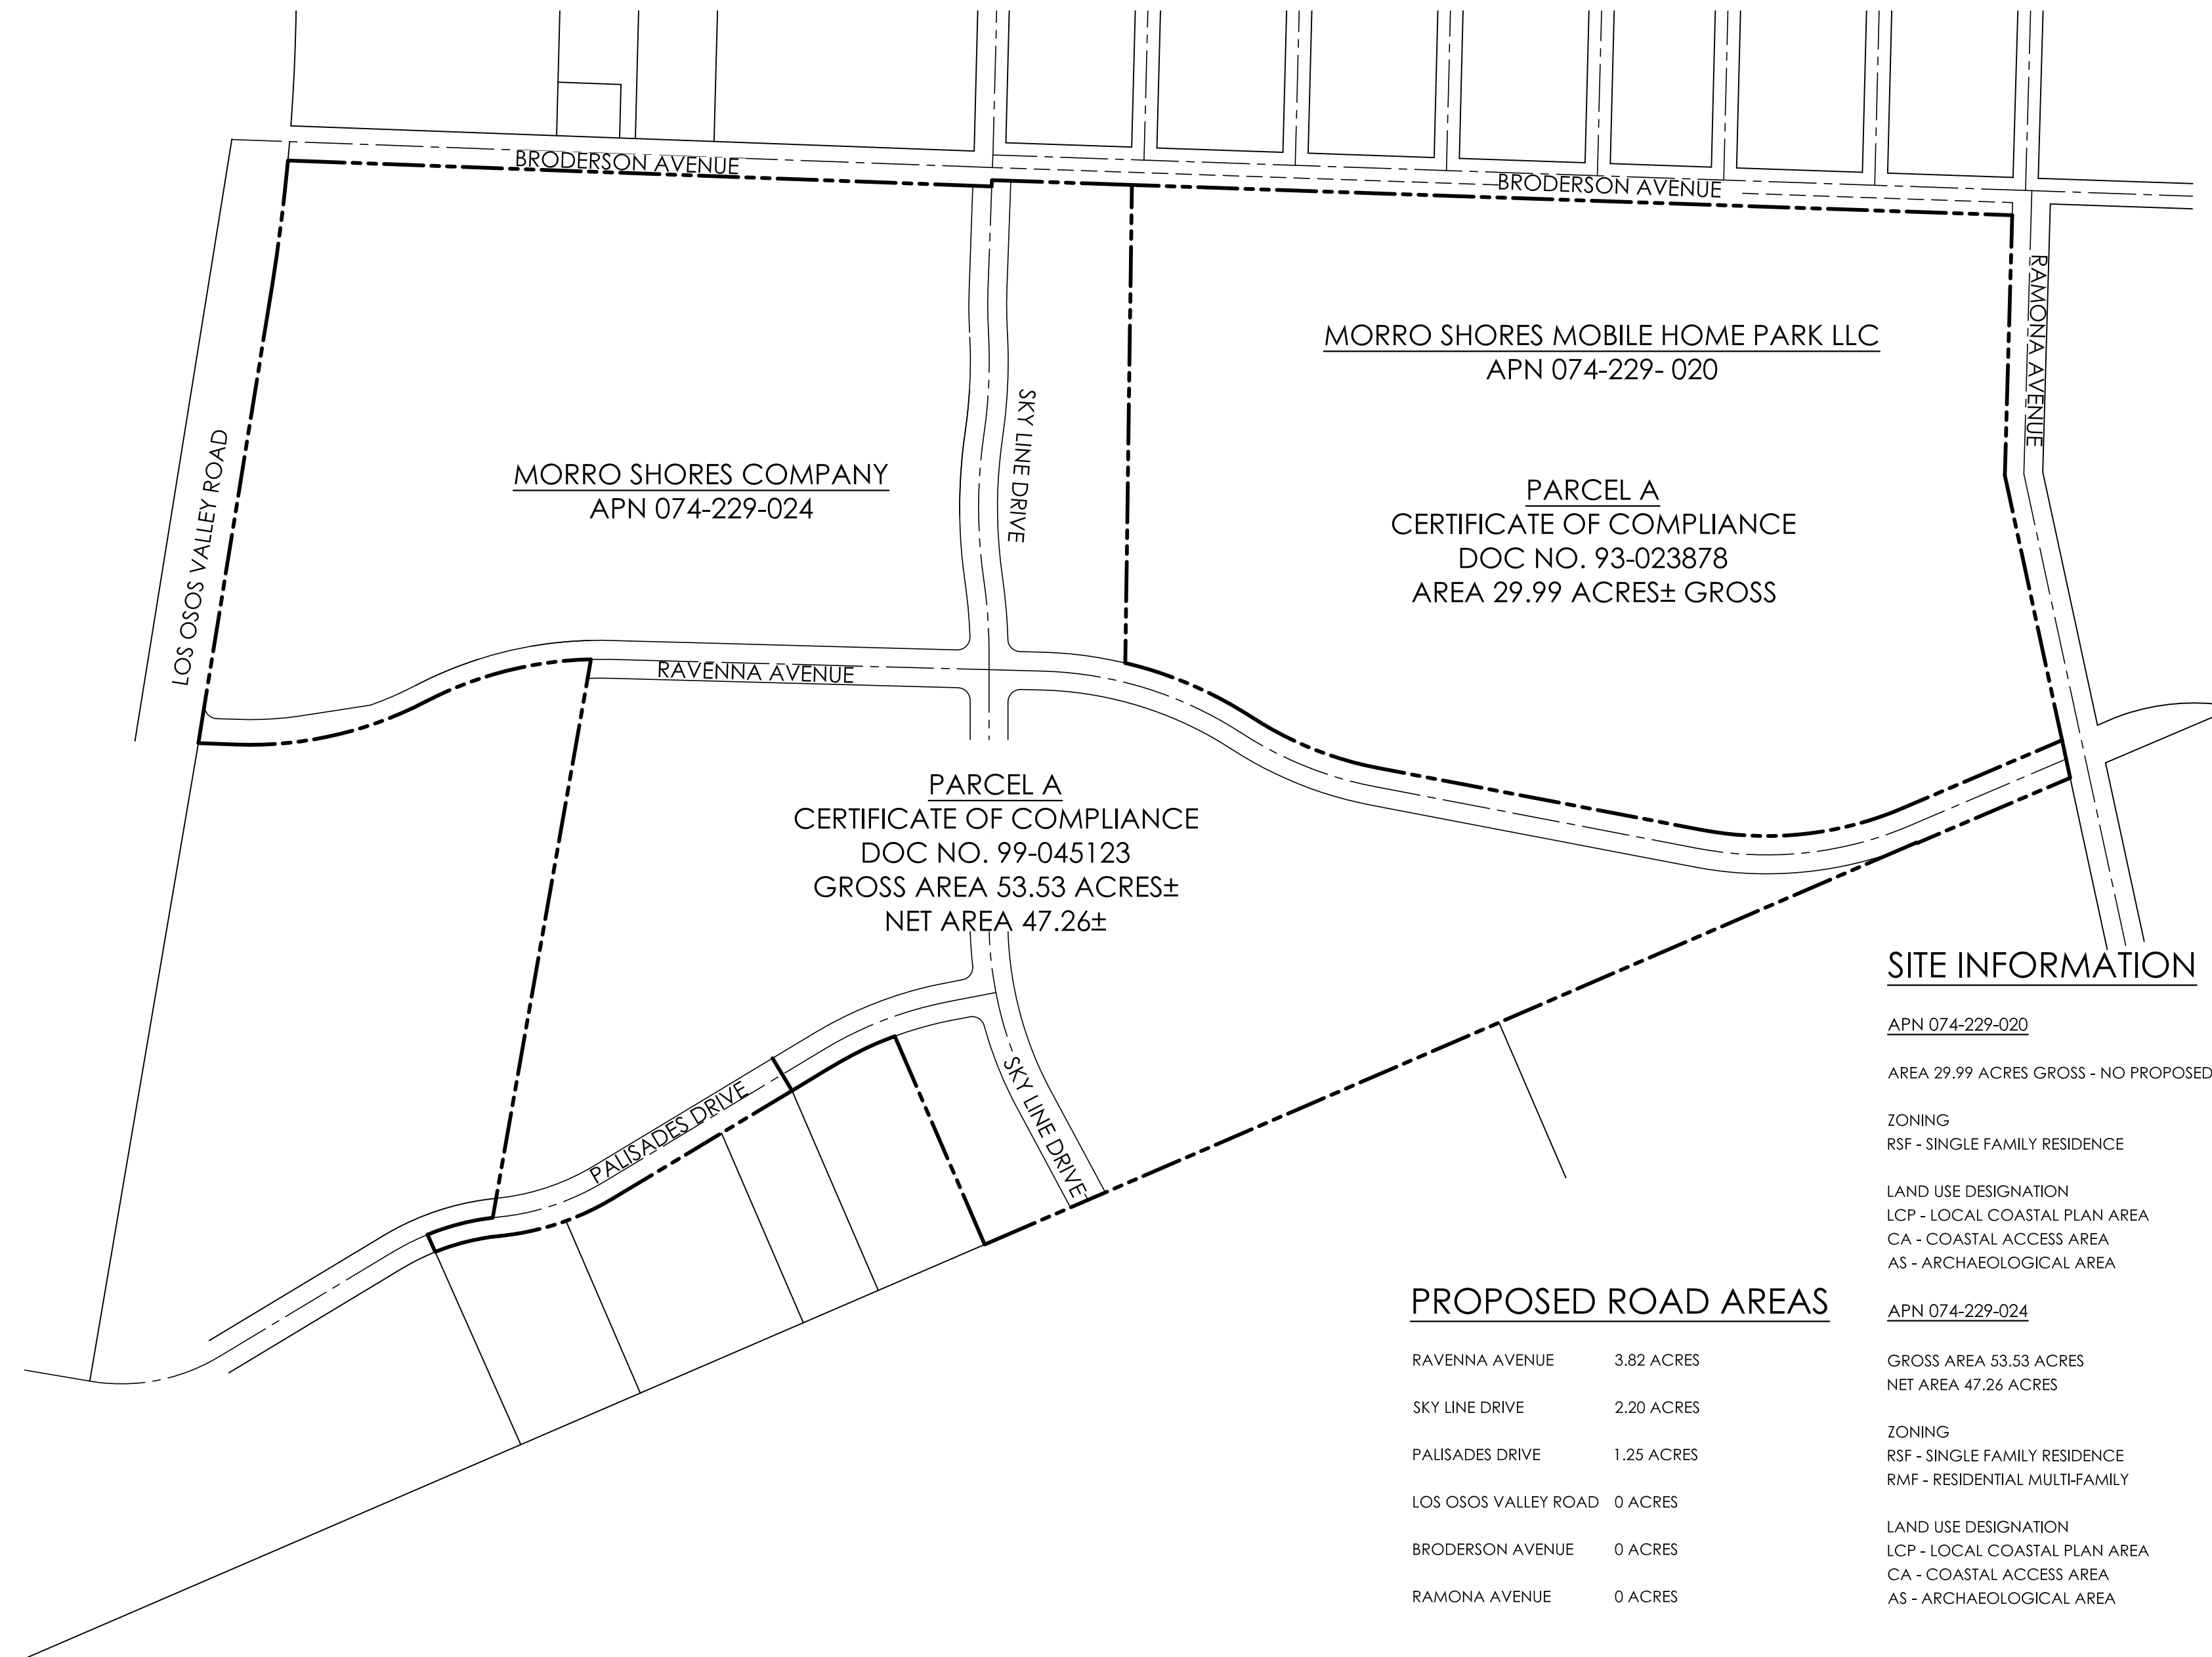 BRODERSON AVENUE
BRODERSON AVENUE
RAMONA AVENUE
MORRO SHORES MOBILE HOME PARK LLC
APN 074-229- 020
SKY LINE DRIVE
LOS OSOS VALLEY ROAD
MORRO SHORES COMPANY
APN 074-229-024
PARCEL A
CERTIFICATE OF COMPLIANCE
DOC NO. 93-023878
AREA 29.99 ACRES± GROSS
RAVENNA AVENUE
PARCEL A
CERTIFICATE OF COMPLIANCE
DOC NO. 99-045123
GROSS AREA 53.53 ACRES±
NET AREA 47.26±
PALISADES DRIVE
SKY LINE DRIVE
PROPOSED ROAD AREAS
RAVENNA AVENUE 3.82 ACRES
SKY LINE DRIVE 2.20 ACRES
PALISADES DRIVE 1.25 ACRES
LOS OSOS VALLEY ROAD 0 ACRES
BRODERSON AVENUE 0 ACRES
RAMONA AVENUE 0 ACRES
SITE INFORMATION
APN 074-229-020
AREA 29.99 ACRES GROSS - NO PROPOSED
ZONING
RSF - SINGLE FAMILY RESIDENCE
LAND USE DESIGNATION
LCP - LOCAL COASTAL PLAN AREA
CA - COASTAL ACCESS AREA
AS - ARCHAEOLOGICAL AREA
APN 074-229-024
GROSS AREA 53.53 ACRES
NET AREA 47.26 ACRES
ZONING
RSF - SINGLE FAMILY RESIDENCE
RMF - RESIDENTIAL MULTI-FAMILY
LAND USE DESIGNATION
LCP - LOCAL COASTAL PLAN AREA
CA - COASTAL ACCESS AREA
AS - ARCHAEOLOGICAL AREA